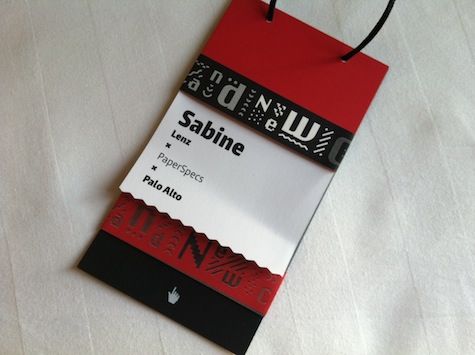 a n d N e W C
Sabine
Lenz
×
PaperSpecs
×
Palo Alto
a n d N e W C